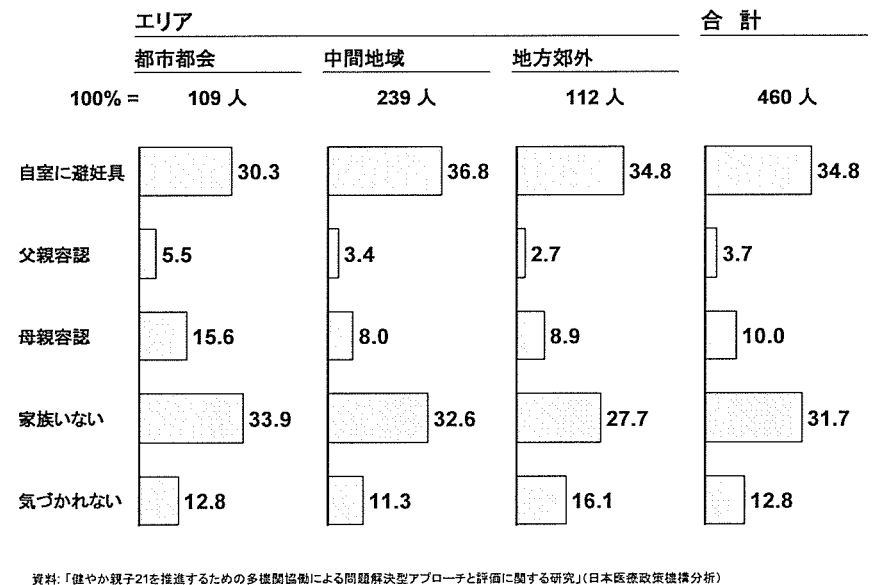 エリア 合 計
都市都会 中間地域 地方郊外
100% = 109 人 239 人 112 人 460 人
自室に避妊具 30.3 36.8 34.8 34.8
父親容認 5.5 3.4 2.7 3.7
母親容認 15.6 8.0 8.9 10.0
家族いない 33.9 32.6 27.7 31.7
気づかれない 12.8 11.3 16.1 12.8
資料: 「健やか親子21を推進するための多機関協働による問題解決型アプローチと評価に関する研究」(日本医療政策機構分析)